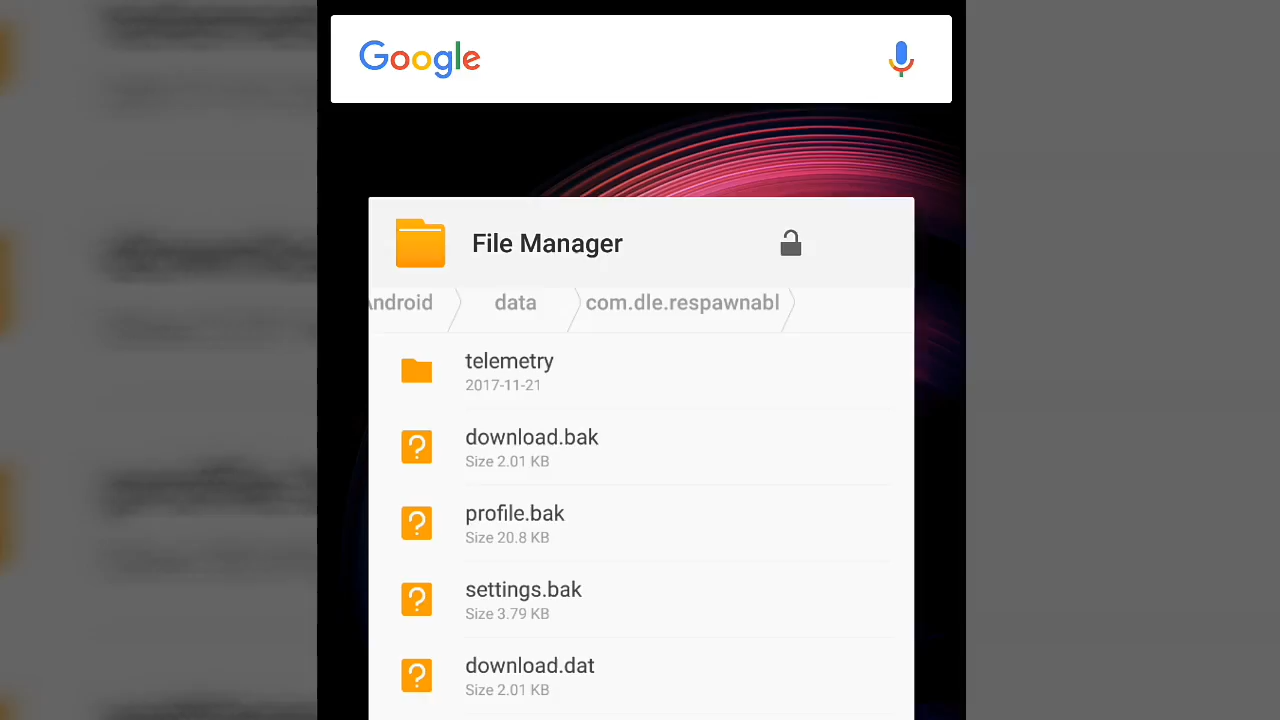 Google
File Manager
Android
data
com.dle.respawnabl
telemetry
2017-11-21
download.bak
Size 2.01 KB
profile.bak
Size 20.8 KB
settings.bak
Size 3.79 KB
download.dat
Size 2.01 KB